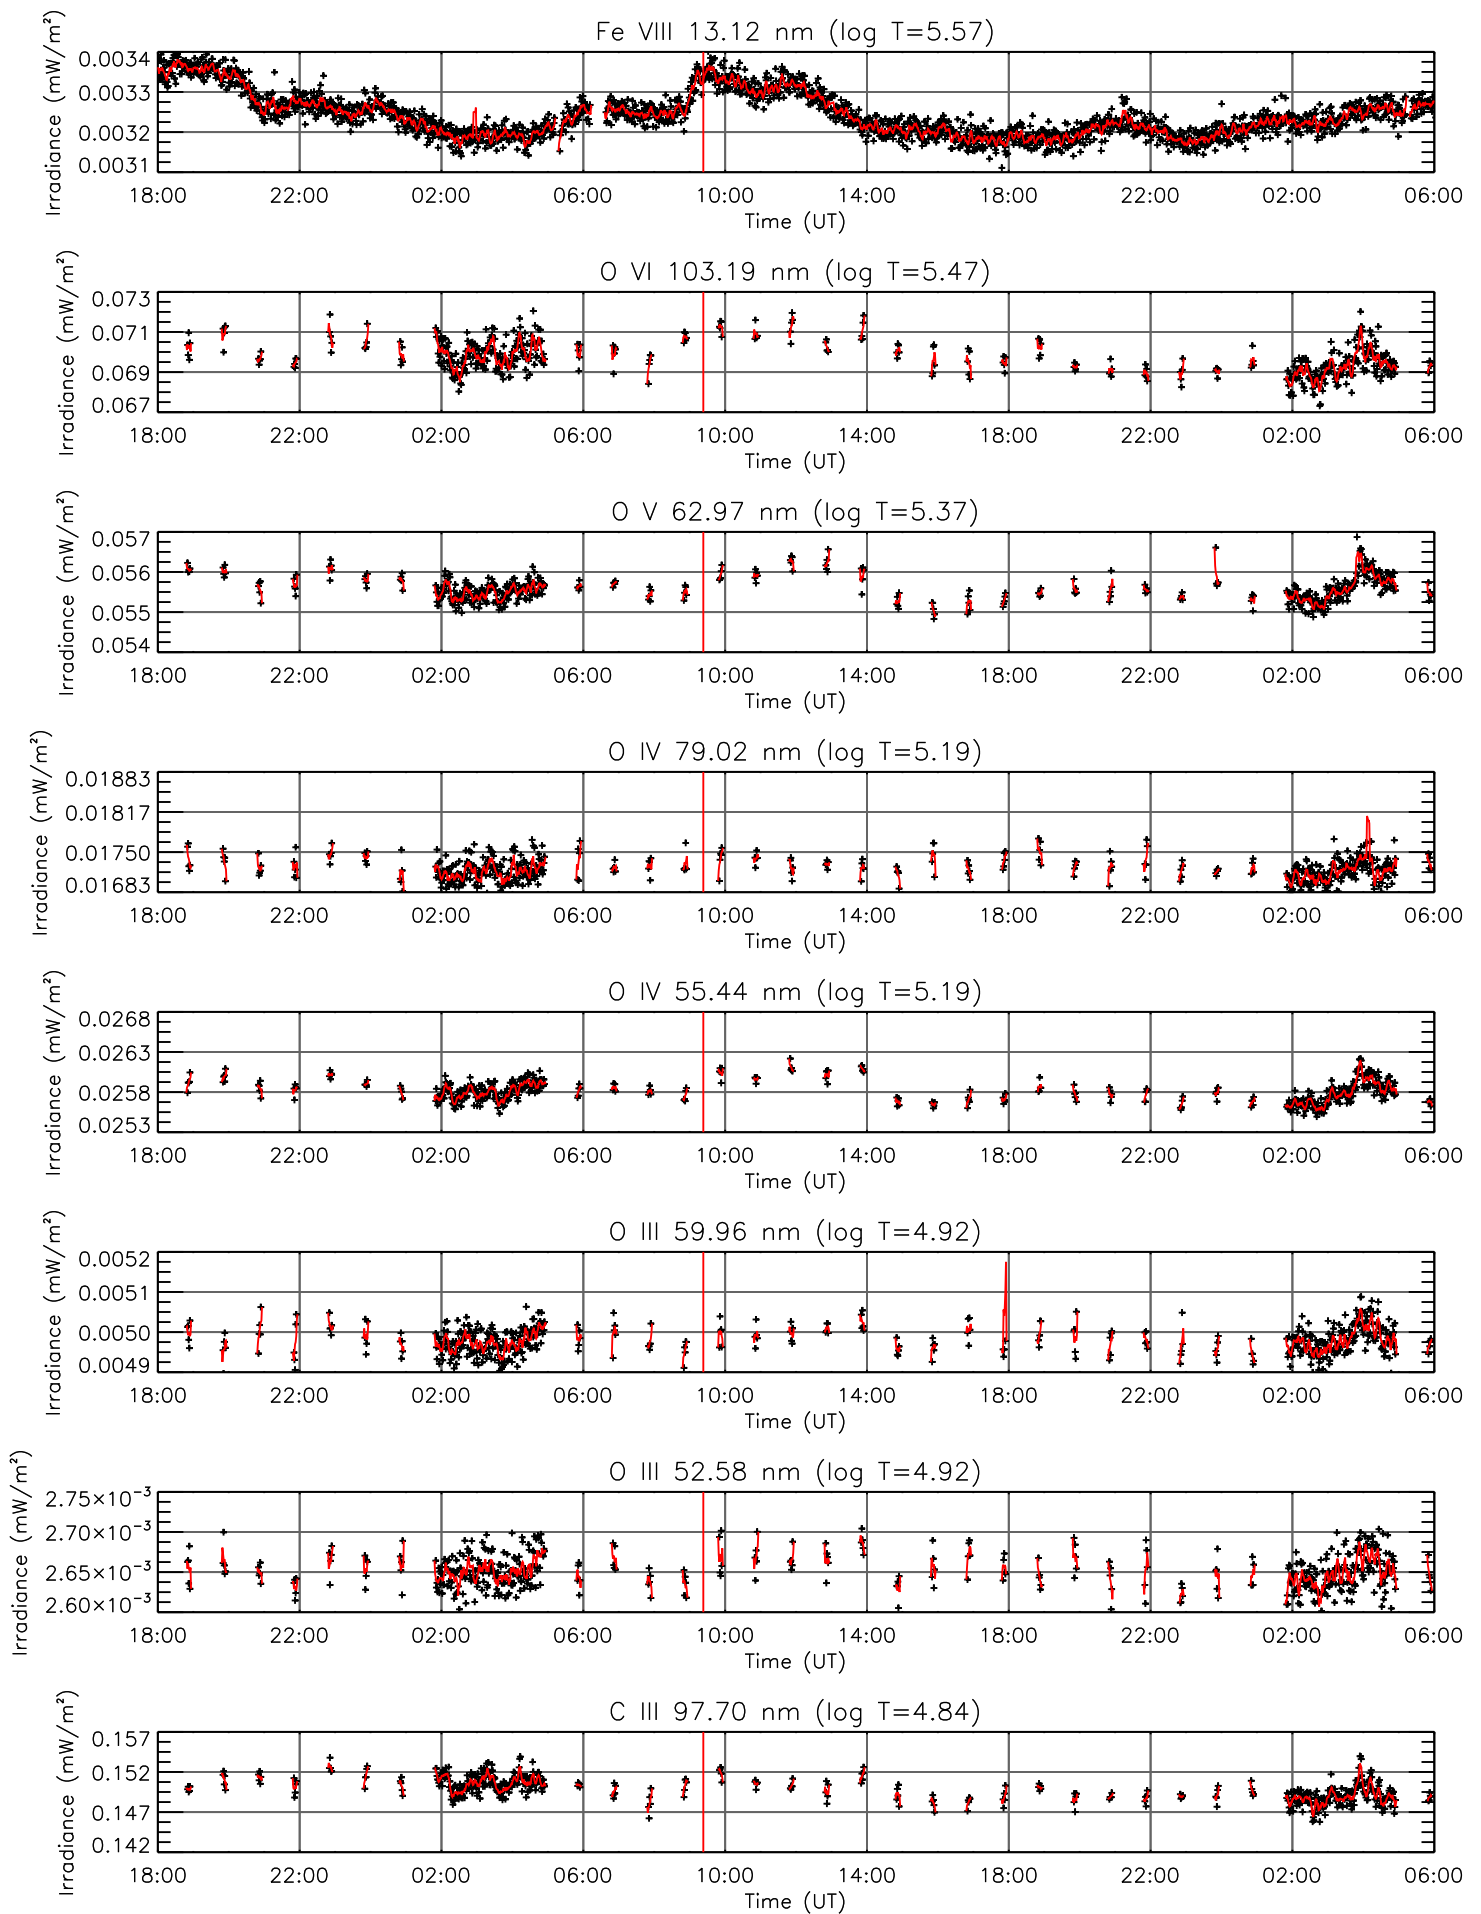 Fe VIII 13.12 nm (log T=5.57)
Irradiance (mW/m²)
0.0034
0.0033
0.0032
0.0031
18:00 22:00 02:00 06:00 10:00 14:00 18:00 22:00 02:00 06:00
Time (UT)
O VI 103.19 nm (log T=5.47)
Irradiance (mW/m²)
0.073
0.071
0.069
0.067
18:00 22:00 02:00 06:00 10:00 14:00 18:00 22:00 02:00 06:00
Time (UT)
O V 62.97 nm (log T=5.37)
Irradiance (mW/m²)
0.057
0.056
0.055
0.054
18:00 22:00 02:00 06:00 10:00 14:00 18:00 22:00 02:00 06:00
Time (UT)
O IV 79.02 nm (log T=5.19)
Irradiance (mW/m²)
0.01883
0.01817
0.01750
0.01683
18:00 22:00 02:00 06:00 10:00 14:00 18:00 22:00 02:00 06:00
Time (UT)
O IV 55.44 nm (log T=5.19)
Irradiance (mW/m²)
0.0268
0.0263
0.0258
0.0253
18:00 22:00 02:00 06:00 10:00 14:00 18:00 22:00 02:00 06:00
Time (UT)
O III 59.96 nm (log T=4.92)
Irradiance (mW/m²)
0.0052
0.0051
0.0050
0.0049
18:00 22:00 02:00 06:00 10:00 14:00 18:00 22:00 02:00 06:00
Time (UT)
O III 52.58 nm (log T=4.92)
Irradiance (mW/m²)
2.75×10⁻³
2.70×10⁻³
2.65×10⁻³
2.60×10⁻³
18:00 22:00 02:00 06:00 10:00 14:00 18:00 22:00 02:00 06:00
Time (UT)
C III 97.70 nm (log T=4.84)
Irradiance (mW/m²)
0.157
0.152
0.147
0.142
18:00 22:00 02:00 06:00 10:00 14:00 18:00 22:00 02:00 06:00
Time (UT)